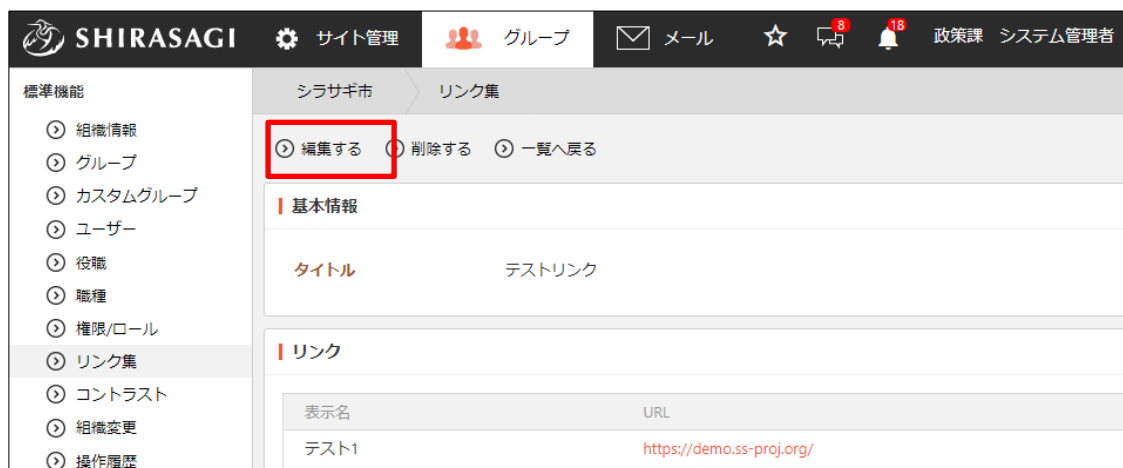 SHIRASAGI サイト管理 グループ メール 8 18 政策課 システム管理者
標準機能
組織情報
グループ
カスタムグループ
ユーザー
役職
職種
権限/ロール
リンク集
コントラスト
組織変更
操作履歴
シラサギ市 リンク集
編集する 削除する 一覧へ戻る
基本情報
タイトル テストリンク
リンク
表示名 URL
テスト1 https://demo.ss-proj.org/